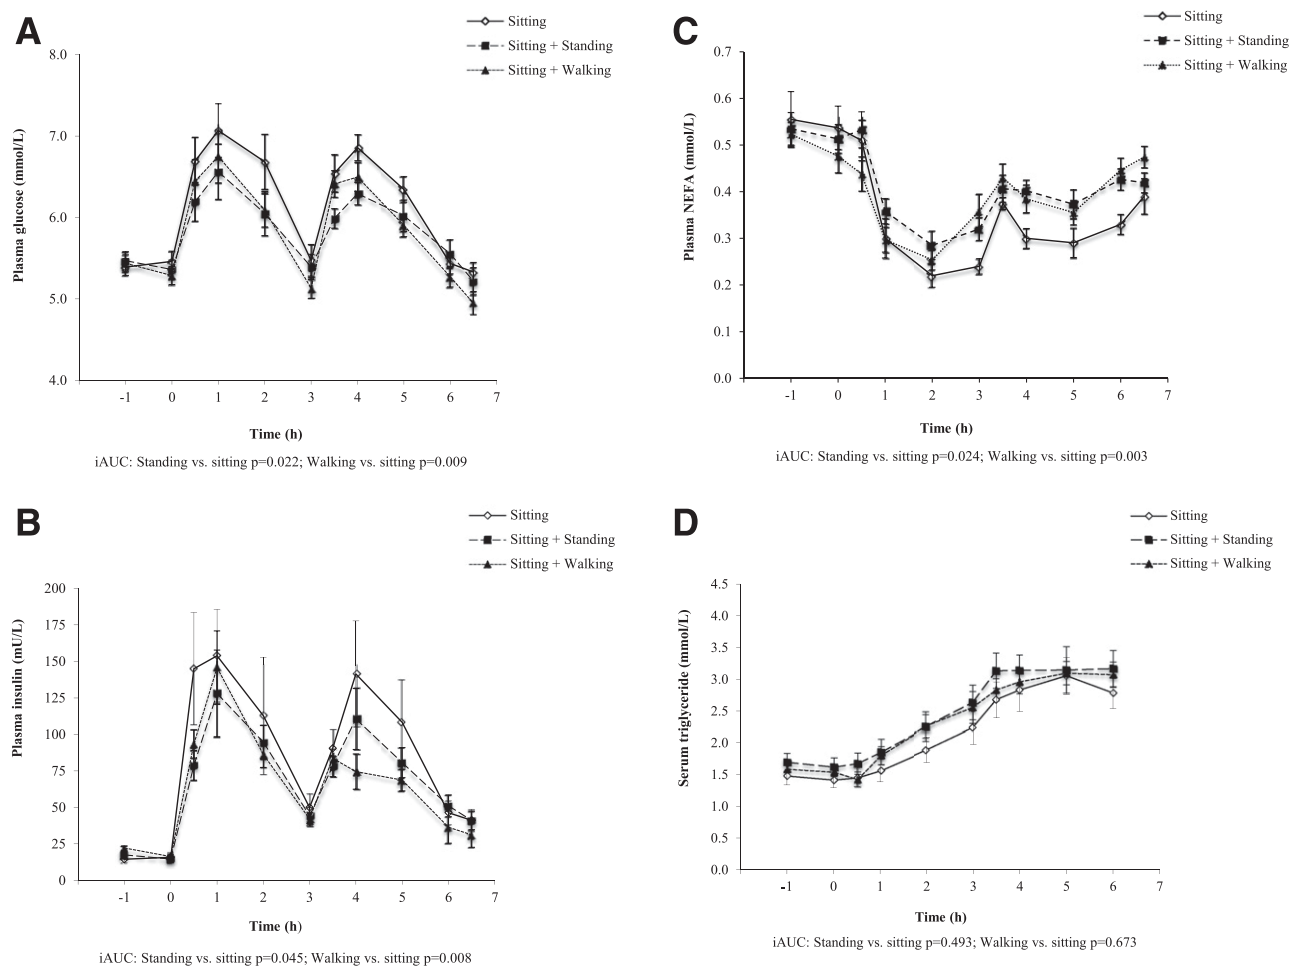 A
Sitting
Sitting + Standing
Sitting + Walking
Plasma glucose (mmol/L)
8.0
7.0
6.0
5.0
4.0
-1 0 1 2 3 4 5 6 7
Time (h)
iAUC: Standing vs. sitting p=0.022; Walking vs. sitting p=0.009
C
Sitting
Sitting + Standing
Sitting + Walking
Plasma NEFA (mmol/L)
0.7
0.6
0.5
0.4
0.3
0.2
0.1
0.0
-1 0 1 2 3 4 5 6 7
Time (h)
iAUC: Standing vs. sitting p=0.024; Walking vs. sitting p=0.003
B
Sitting
Sitting + Standing
Sitting + Walking
Plasma insulin (mU/L)
200
175
150
125
100
75
50
25
0
-1 0 1 2 3 4 5 6 7
Time (h)
iAUC: Standing vs. sitting p=0.045; Walking vs. sitting p=0.008
D
Sitting
Sitting + Standing
Sitting + Walking
Serum triglyceride (mmol/L)
4.5
4.0
3.5
3.0
2.5
2.0
1.5
1.0
0.5
0.0
-1 0 1 2 3 4 5 6 7
Time (h)
iAUC: Standing vs. sitting p=0.493; Walking vs. sitting p=0.673